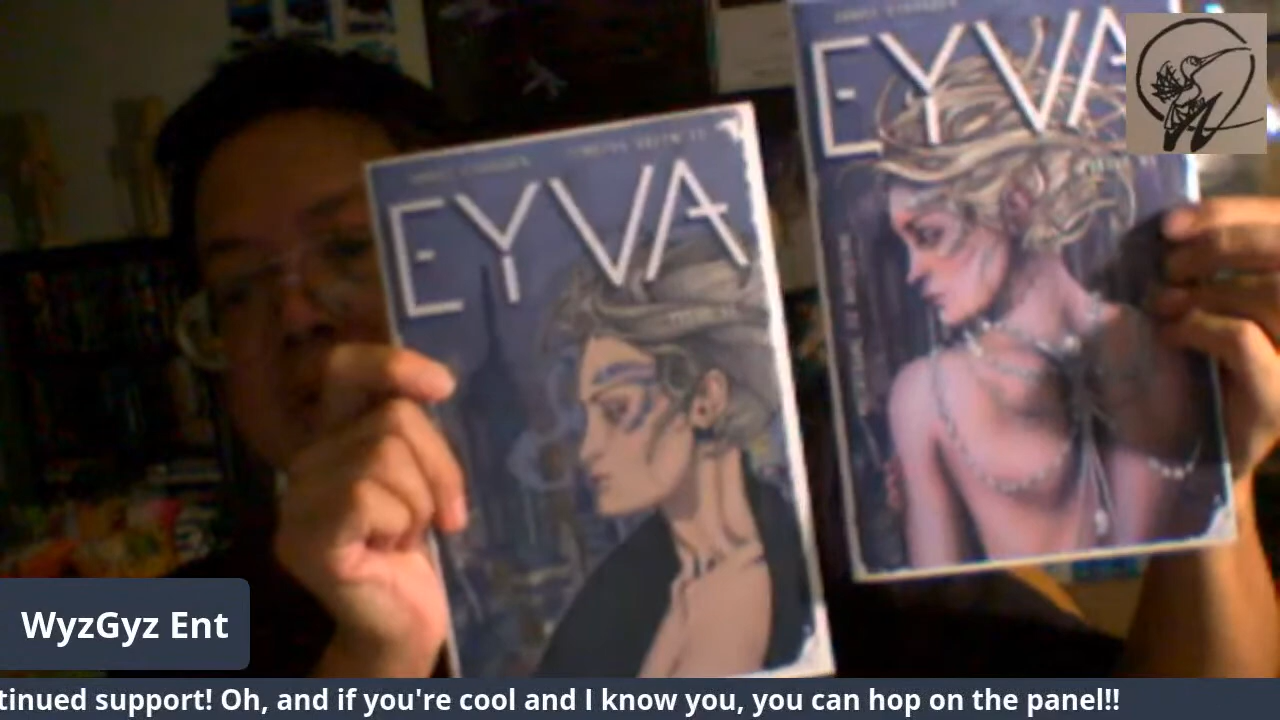 EYVA
EYVA
WyzGyz Ent
tinued support! Oh, and if you're cool and I know you, you can hop on the panel!!